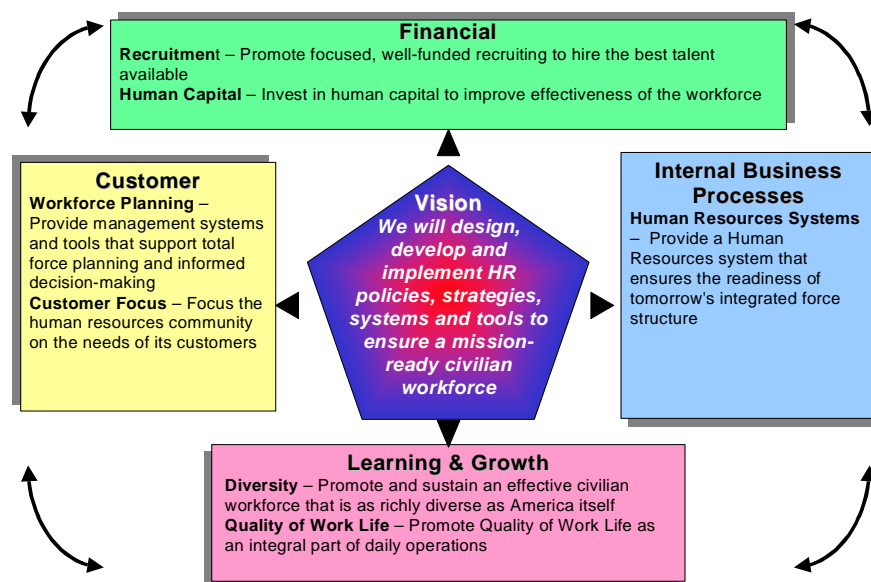 Financial
Recruitment – Promote focused, well-funded recruiting to hire the best talent
available
Human Capital – Invest in human capital to improve effectiveness of the workforce
Customer
Workforce Planning –
Provide management systems
and tools that support total
force planning and informed
decision-making
Customer Focus – Focus the
human resources community
on the needs of its customers
Vision
We will design,
develop and
implement HR
policies, strategies,
systems and tools to
ensure a mission-
ready civilian
workforce
Internal Business
Processes
Human Resources Systems
– Provide a Human
Resources system that
ensures the readiness of
tomorrow's integrated force
structure
Learning & Growth
Diversity – Promote and sustain an effective civilian
workforce that is as richly diverse as America itself
Quality of Work Life – Promote Quality of Work Life as
an integral part of daily operations